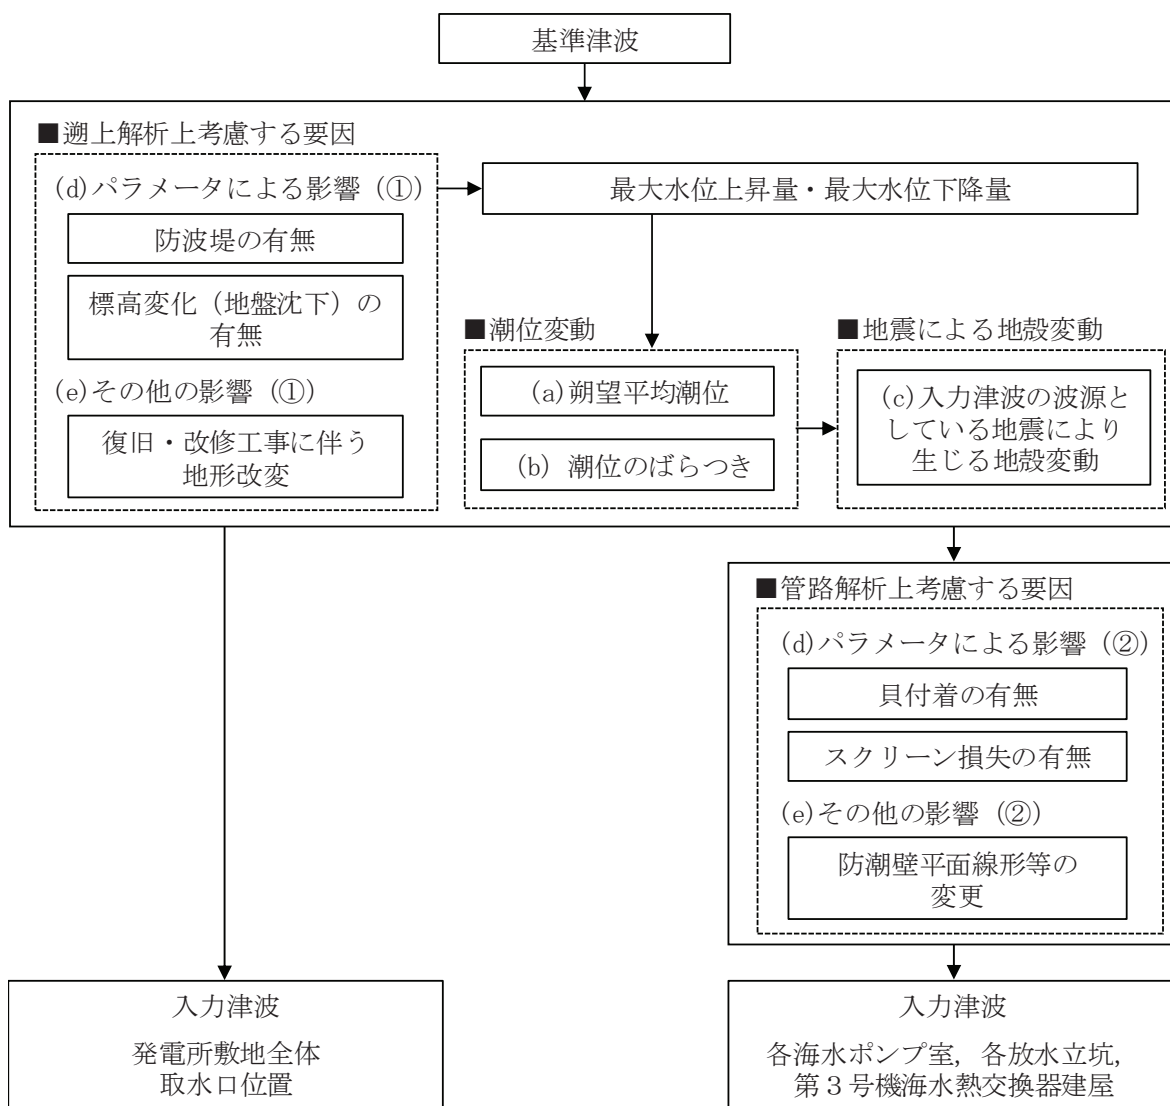 基準津波
■遡上解析上考慮する要因
(d)パラメータによる影響（①）
防波堤の有無
標高変化（地盤沈下）の
有無
(e)その他の影響（①）
復旧・改修工事に伴う
地形改変
最大水位上昇量・最大水位下降量
■潮位変動
(a)朔望平均潮位
(b) 潮位のばらつき
■地震による地殻変動
(c)入力津波の波源と
している地震により
生じる地殻変動
■管路解析上考慮する要因
(d)パラメータによる影響（②）
貝付着の有無
スクリーン損失の有無
(e)その他の影響（②）
防潮壁平面線形等の
変更
入力津波
発電所敷地全体
取水口位置
入力津波
各海水ポンプ室，各放水立坑，
第３号機海水熱交換器建屋